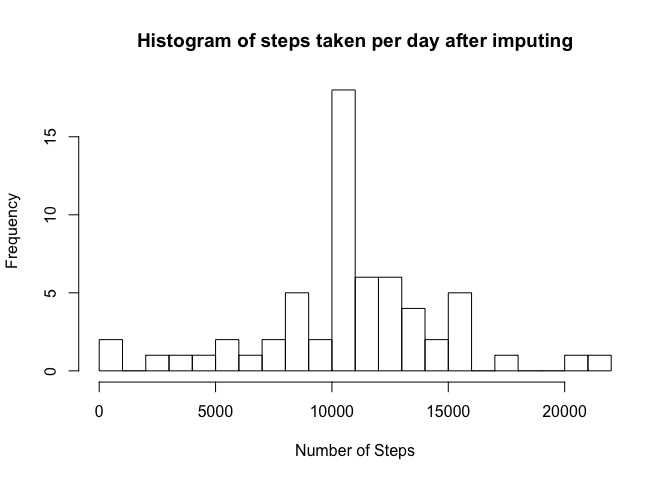 Histogram of steps taken per day after imputing
Frequency
15
10
5
0
0 5000 10000 15000 20000
Number of Steps